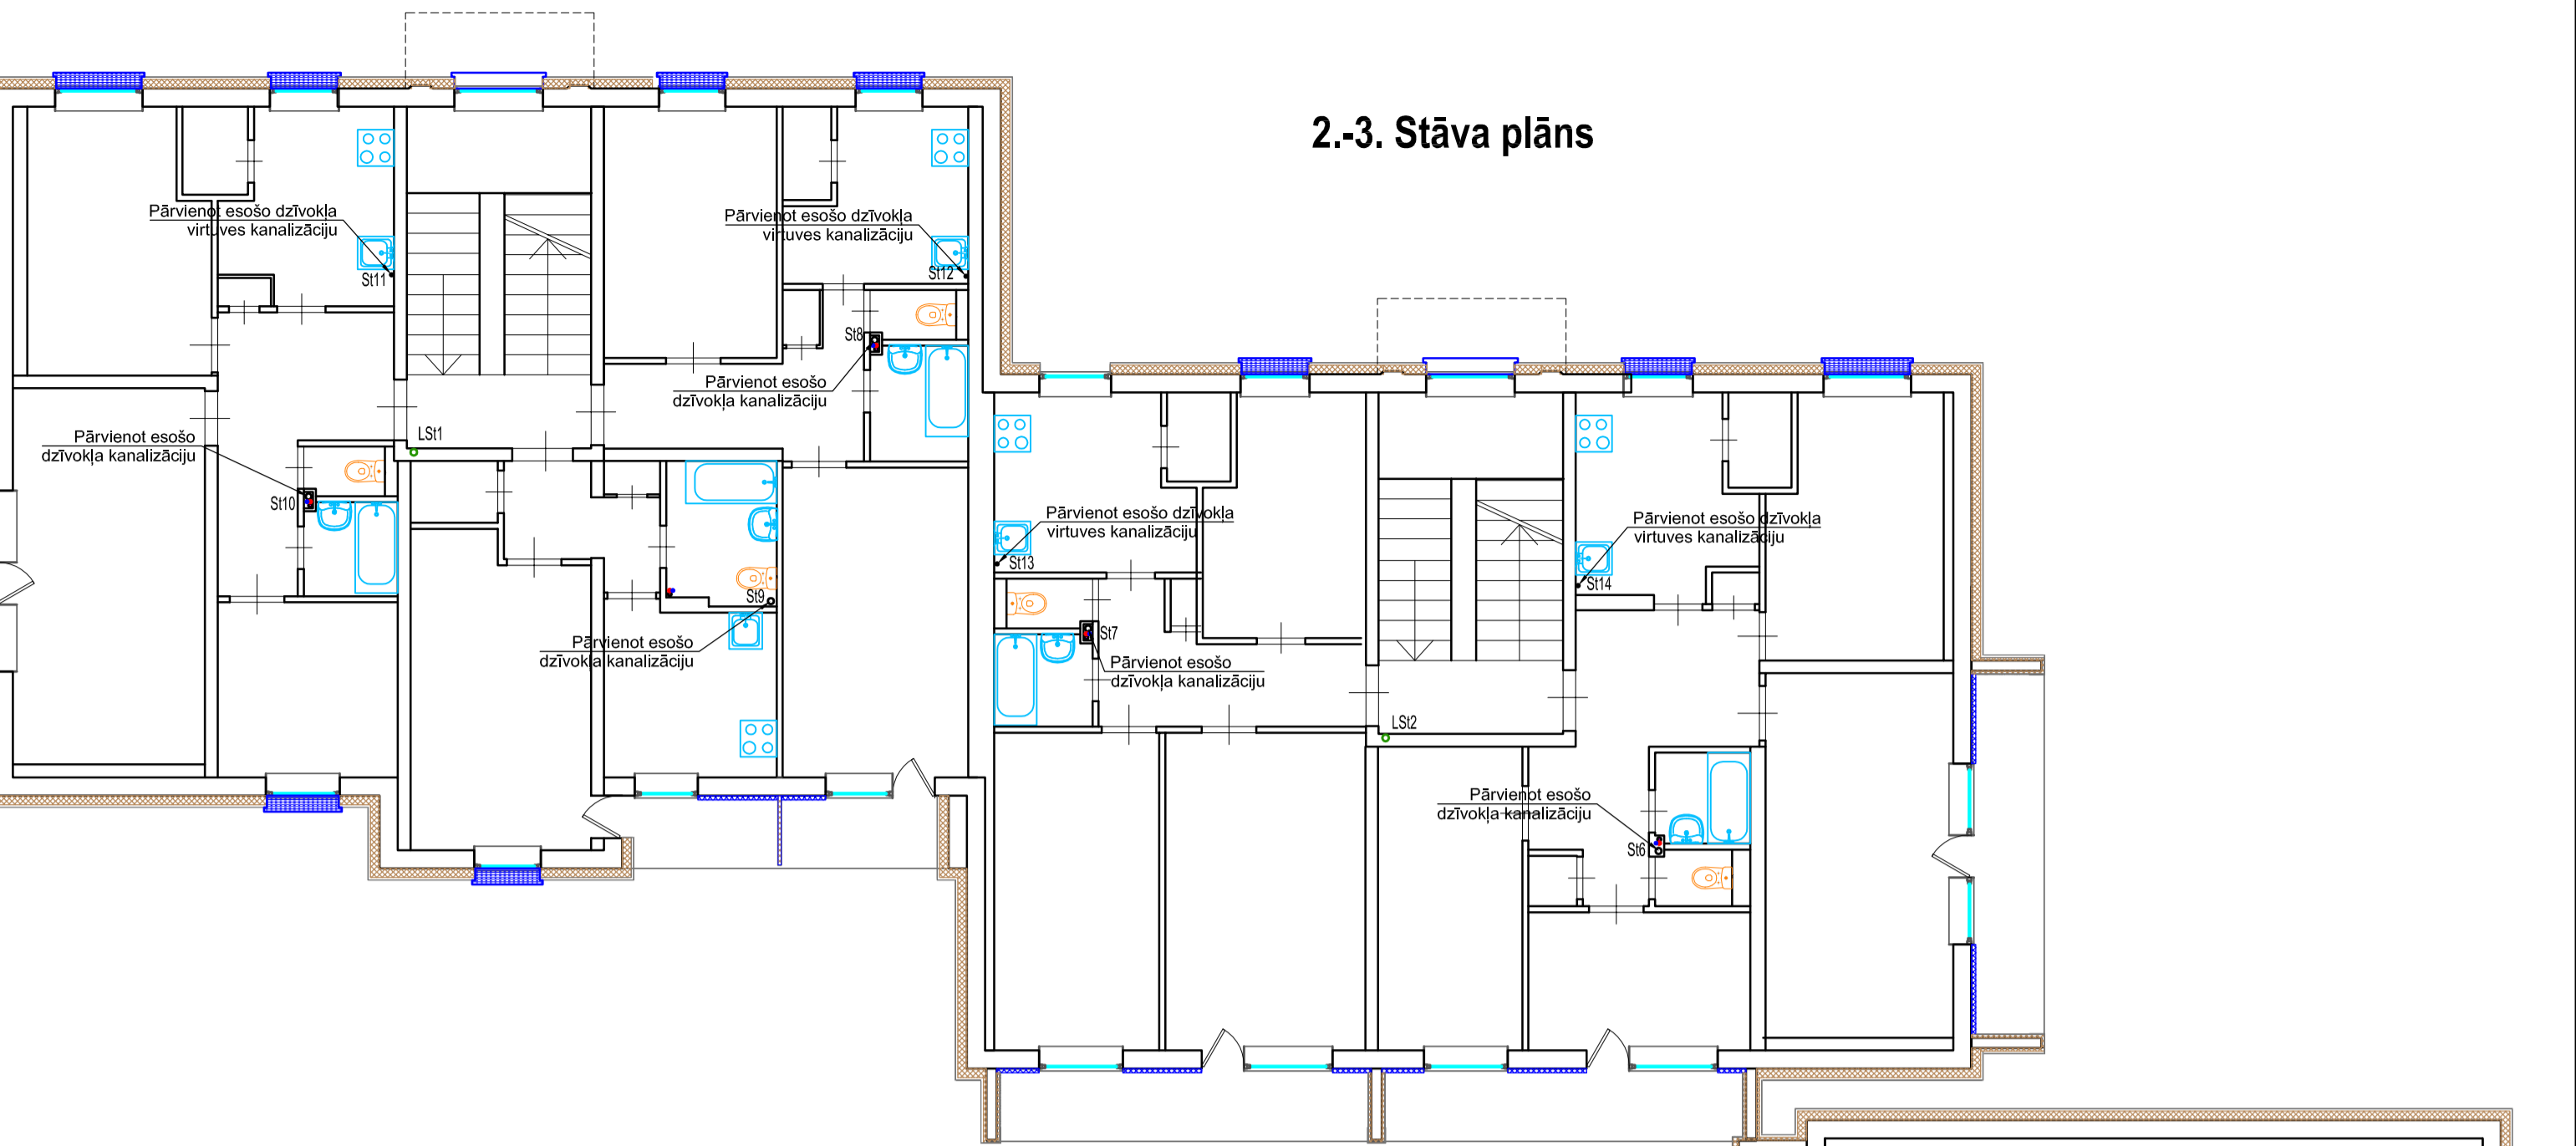 2.-3. Stāva plāns
Pārvienot esošo dzīvokļa
virtuves kanalizāciju
St11
Pārvienot esošo dzīvokļa
virtuves kanalizāciju
St12
St8
Pārvienot esošo
dzīvokļa kanalizāciju
LSt1
Pārvienot esošo
dzīvokļa kanalizāciju
St10
St9
Pārvienot esošo
dzīvokļa kanalizāciju
Pārvienot esošo dzīvokļa
virtuves kanalizāciju
St13
Pārvienot esošo dzīvokļa
virtuves kanalizāciju
St14
St7
Pārvienot esošo
dzīvokļa kanalizāciju
LSt2
Pārvienot esošo
dzīvokļa kanalizāciju
St6